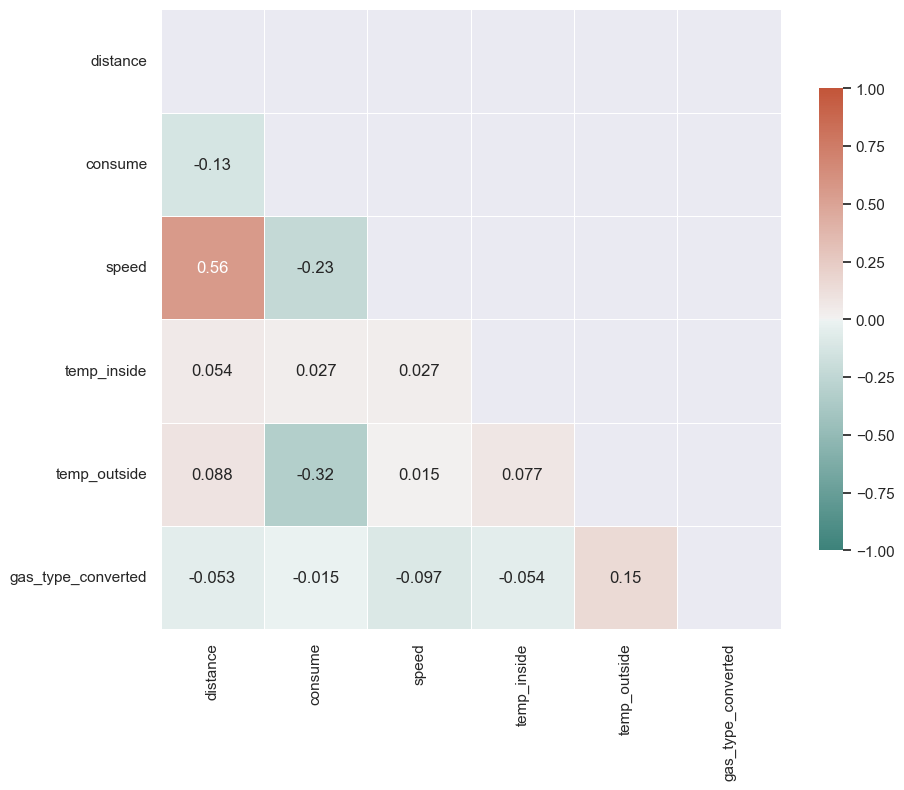 distance
consume
-0.13
speed
0.56 -0.23
temp_inside
0.054 0.027 0.027
temp_outside
0.088 -0.32 0.015 0.077
gas_type_converted
-0.053 -0.015 -0.097 -0.054 0.15
distance
consume
speed
temp_inside
temp_outside
gas_type_converted
1.00
0.75
0.50
0.25
0.00
−0.25
−0.50
−0.75
−1.00